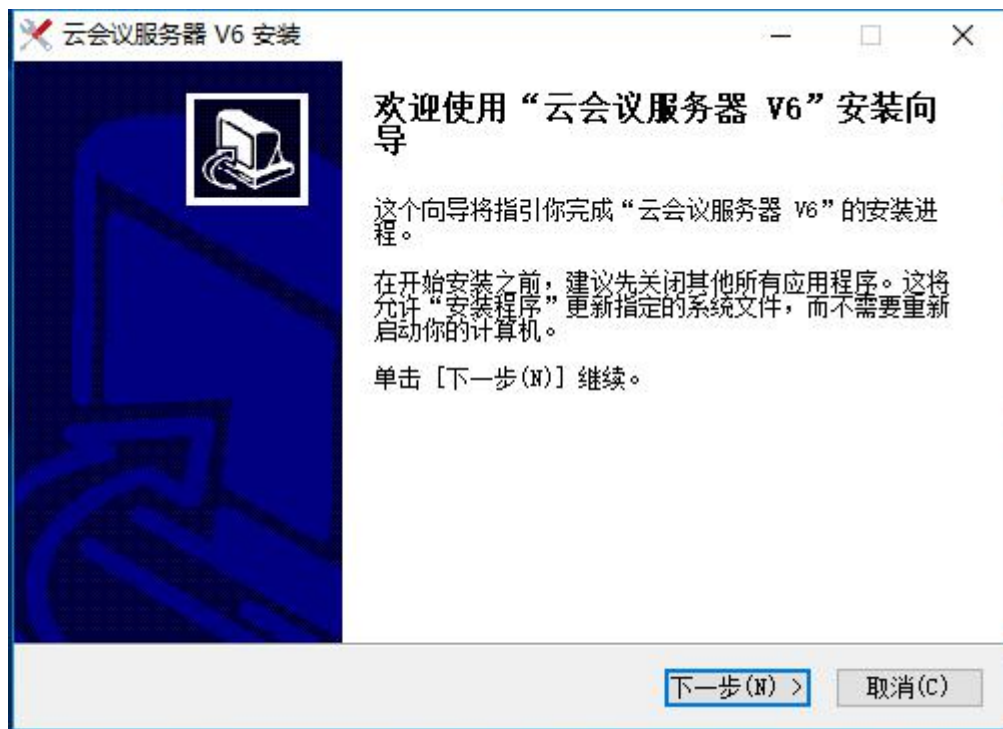 云会议服务器 V6 安装
欢迎使用“云会议服务器 V6”安装向
导
这个向导将指引你完成“云会议服务器 V6”的安装进
程。
在开始安装之前，建议先关闭其他所有应用程序。这将
允许“安装程序”更新指定的系统文件，而不需要重新
启动你的计算机。
单击 [下一步(N)] 继续。
下一步(N) >
取消(C)